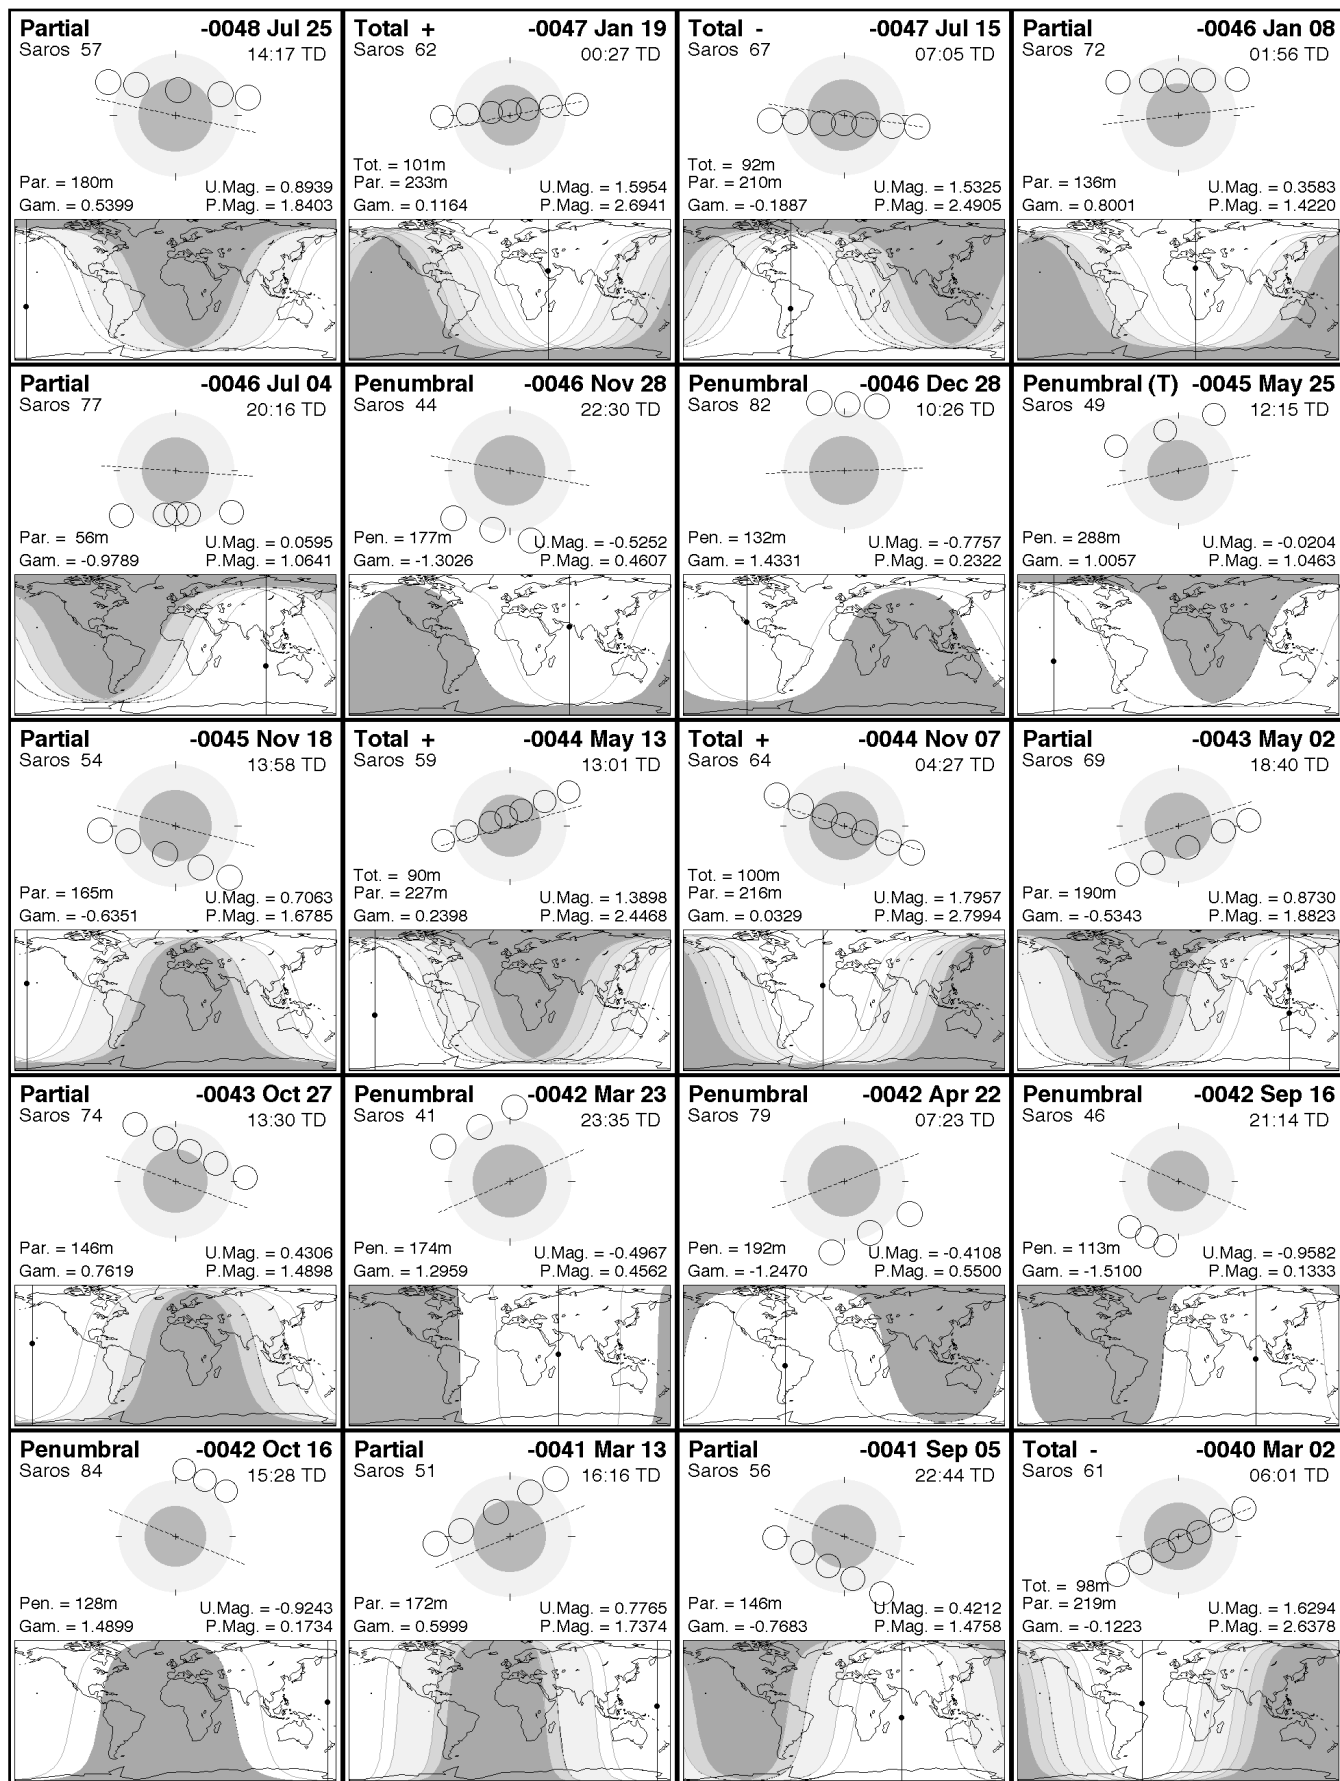 Partial -0048 Jul 25
Saros 57 14:17 TD
Par. = 180m U.Mag. = 0.8939
Gam. = 0.5399 P.Mag. = 1.8403
Total + -0047 Jan 19
Saros 62 00:27 TD
Tot. = 101m
Par. = 233m U.Mag. = 1.5954
Gam. = 0.1164 P.Mag. = 2.6941
Total - -0047 Jul 15
Saros 67 07:05 TD
Tot. = 92m
Par. = 210m U.Mag. = 1.5325
Gam. = -0.1887 P.Mag. = 2.4905
Partial -0046 Jan 08
Saros 72 01:56 TD
Par. = 136m U.Mag. = 0.3583
Gam. = 0.8001 P.Mag. = 1.4220
Partial -0046 Jul 04
Saros 77 20:16 TD
Par. = 56m U.Mag. = 0.0595
Gam. = -0.9789 P.Mag. = 1.0641
Penumbral -0046 Nov 28
Saros 44 22:30 TD
Pen. = 177m U.Mag. = -0.5252
Gam. = -1.3026 P.Mag. = 0.4607
Penumbral -0046 Dec 28
Saros 82 10:26 TD
Pen. = 132m U.Mag. = -0.7757
Gam. = 1.4331 P.Mag. = 0.2322
Penumbral (T) -0045 May 25
Saros 49 12:15 TD
Pen. = 288m U.Mag. = -0.0204
Gam. = 1.0057 P.Mag. = 1.0463
Partial -0045 Nov 18
Saros 54 13:58 TD
Par. = 165m U.Mag. = 0.7063
Gam. = -0.6351 P.Mag. = 1.6785
Total + -0044 May 13
Saros 59 13:01 TD
Tot. = 90m
Par. = 227m U.Mag. = 1.3898
Gam. = 0.2398 P.Mag. = 2.4468
Total + -0044 Nov 07
Saros 64 04:27 TD
Tot. = 100m
Par. = 216m U.Mag. = 1.7957
Gam. = 0.0329 P.Mag. = 2.7994
Partial -0043 May 02
Saros 69 18:40 TD
Par. = 190m U.Mag. = 0.8730
Gam. = -0.5343 P.Mag. = 1.8823
Partial -0043 Oct 27
Saros 74 13:30 TD
Par. = 146m U.Mag. = 0.4306
Gam. = 0.7619 P.Mag. = 1.4898
Penumbral -0042 Mar 23
Saros 41 23:35 TD
Pen. = 174m U.Mag. = -0.4967
Gam. = 1.2959 P.Mag. = 0.4562
Penumbral -0042 Apr 22
Saros 79 07:23 TD
Pen. = 192m U.Mag. = -0.4108
Gam. = -1.2470 P.Mag. = 0.5500
Penumbral -0042 Sep 16
Saros 46 21:14 TD
Pen. = 113m U.Mag. = -0.9582
Gam. = -1.5100 P.Mag. = 0.1333
Penumbral -0042 Oct 16
Saros 84 15:28 TD
Pen. = 128m U.Mag. = -0.9243
Gam. = 1.4899 P.Mag. = 0.1734
Partial -0041 Mar 13
Saros 51 16:16 TD
Par. = 172m U.Mag. = 0.7765
Gam. = 0.5999 P.Mag. = 1.7374
Partial -0041 Sep 05
Saros 56 22:44 TD
Par. = 146m U.Mag. = 0.4212
Gam. = -0.7683 P.Mag. = 1.4758
Total - -0040 Mar 02
Saros 61 06:01 TD
Tot. = 98m
Par. = 219m U.Mag. = 1.6294
Gam. = -0.1223 P.Mag. = 2.6378